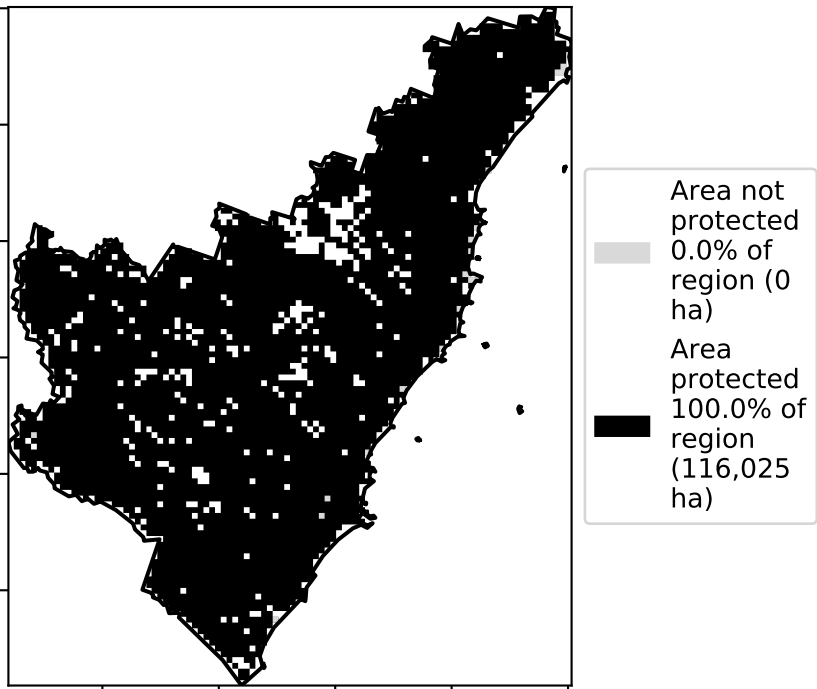 Area not
protected
0.0% of
region (0
ha)
Area
protected
100.0% of
region
(116,025
ha)